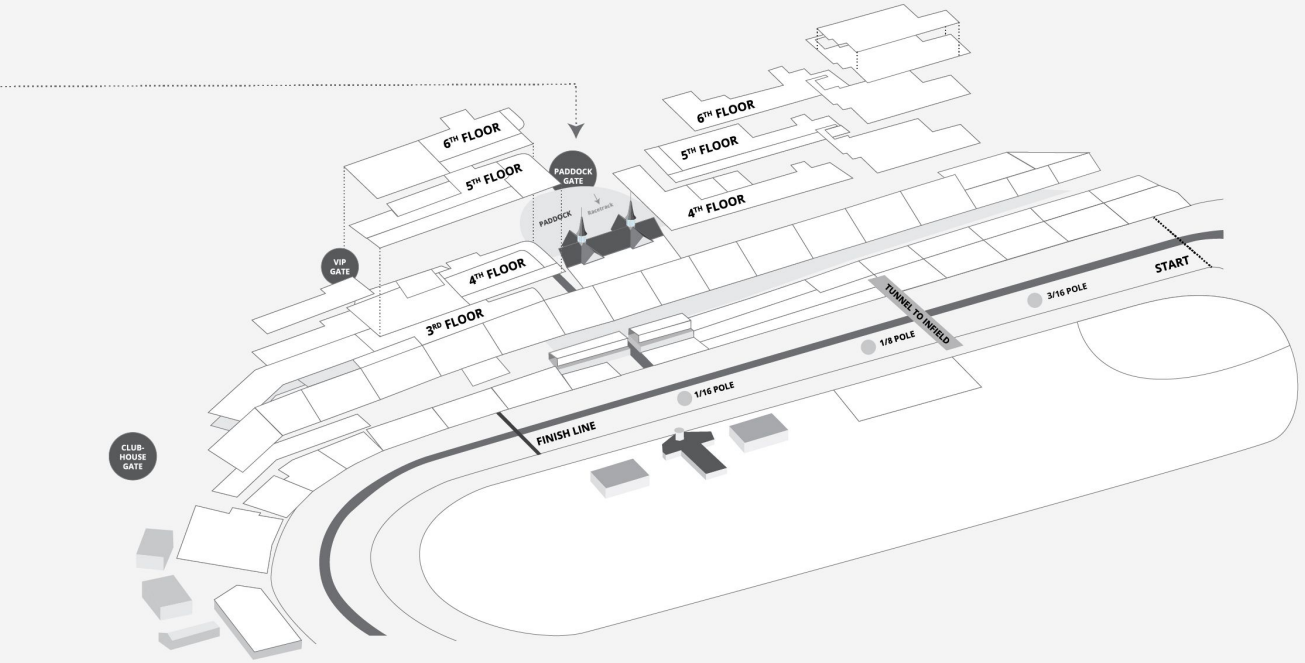 6TH FLOOR
5TH FLOOR
PADDOCK
GATE
PADDOCK
Racetrack
6TH FLOOR
5TH FLOOR
4TH FLOOR
VIP
GATE
4TH FLOOR
3RD FLOOR
START
3/16 POLE
TUNNEL TO INFIELD
1/8 POLE
1/16 POLE
FINISH LINE
CLUB-
HOUSE
GATE